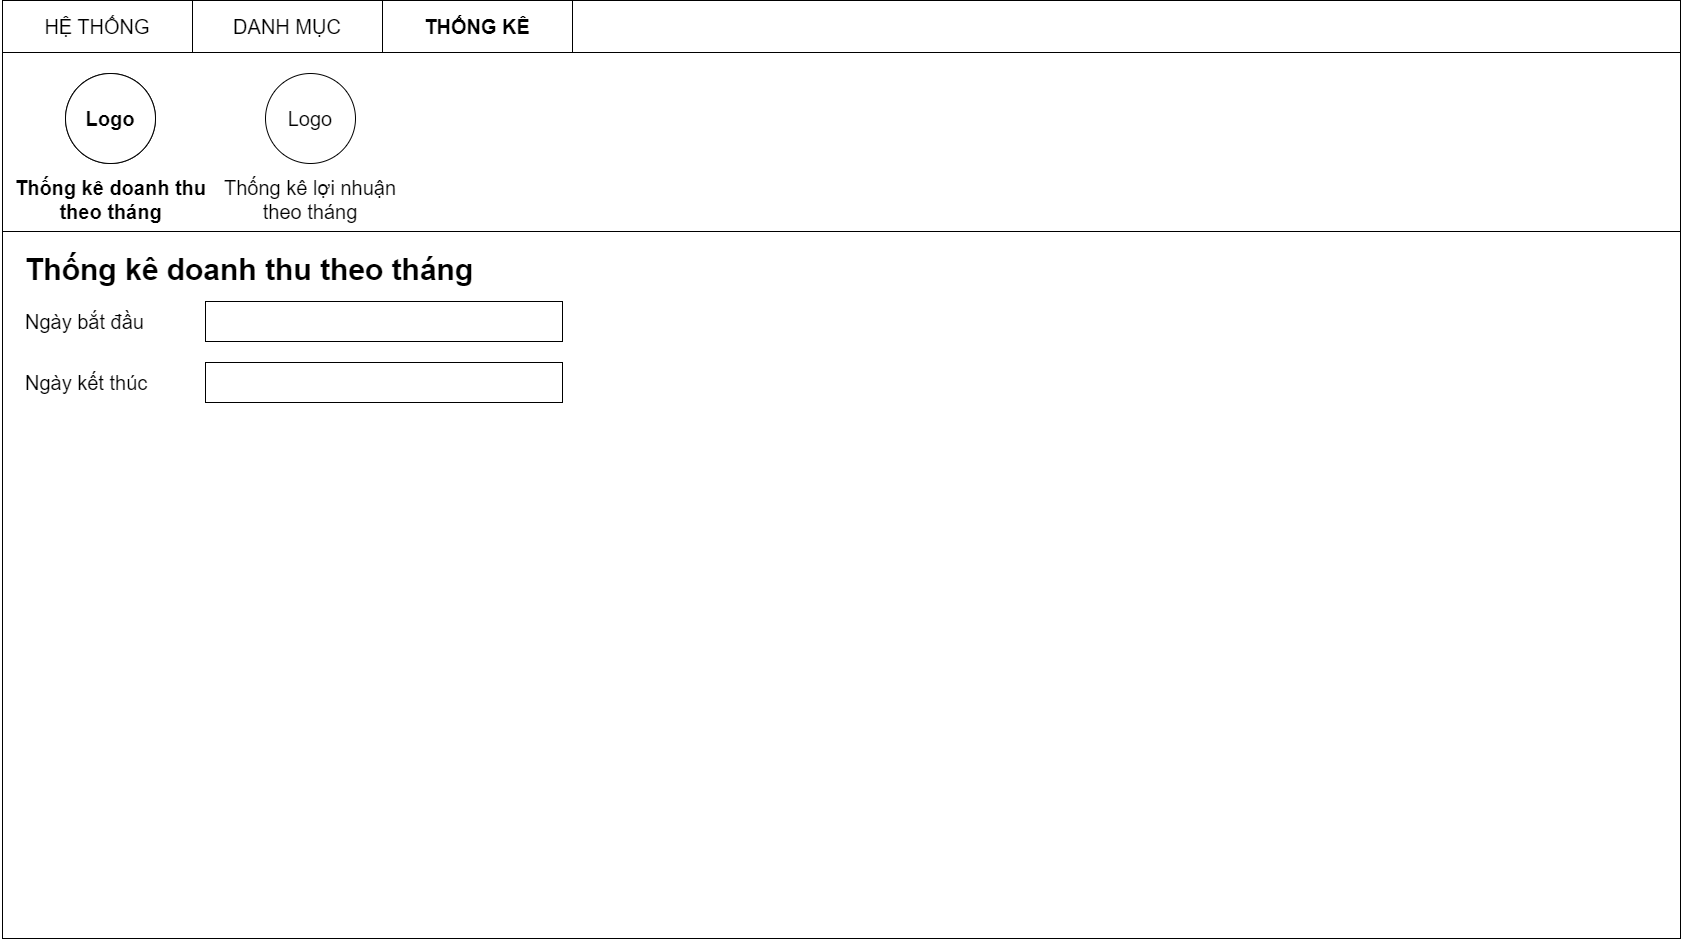 HỆ THỐNG
DANH MỤC
THỐNG KÊ
Logo
Logo
Thống kê doanh thu
theo tháng
Thống kê lợi nhuận
theo tháng
Thống kê doanh thu theo tháng
Ngày bắt đầu
Ngày kết thúc